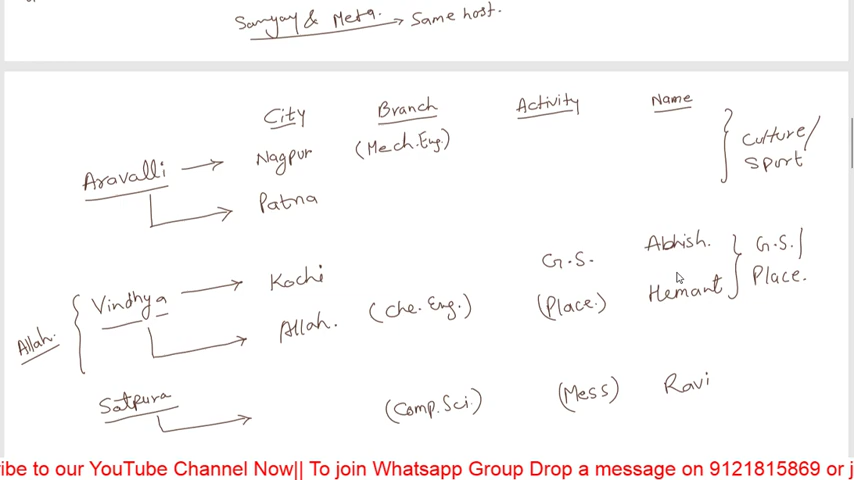 Sanjay & Meta. → Same host.
City Branch Activity Name
Aravalli → Nagpur (Mech.Eng.) } Culture/
Sport
Patna
Abhish. } G.S./
Vindhya → Kochi G.S. Hemant Place.
Allah. { Allah. (Che. Eng.) (Place.)
Satpura → (Comp.Sci.) (Mess) Ravi
ibe to our YouTube Channel Now|| To join Whatsapp Group Drop a message on 9121815869 or j